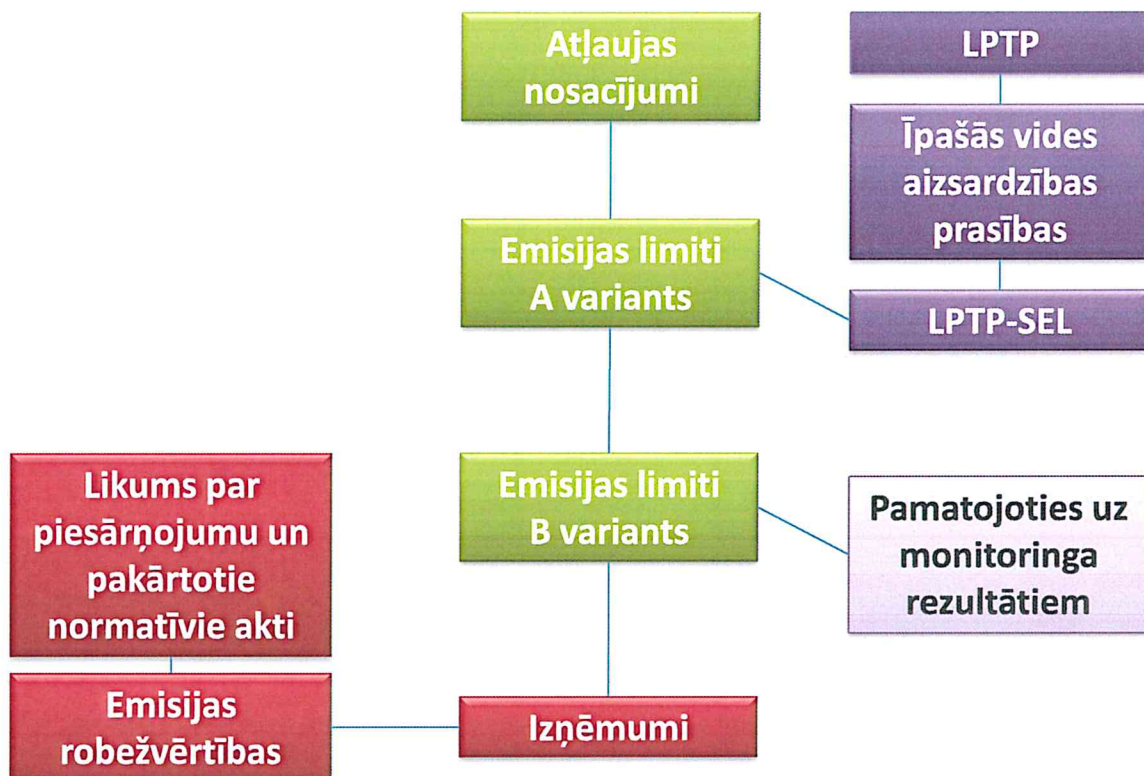 Atļaujas
nosacījumi
LPTP
Īpašās vides
aizsardzības
prasības
Emisijas limiti
A variants
LPTP-SEL
Likums par
piesārņojumu un
pakārtotie
normatīvie akti
Emisijas limiti
B variants
Pamatojoties uz
monitoringa
rezultātiem
Emisijas
robežvērtības
Izņēmumi